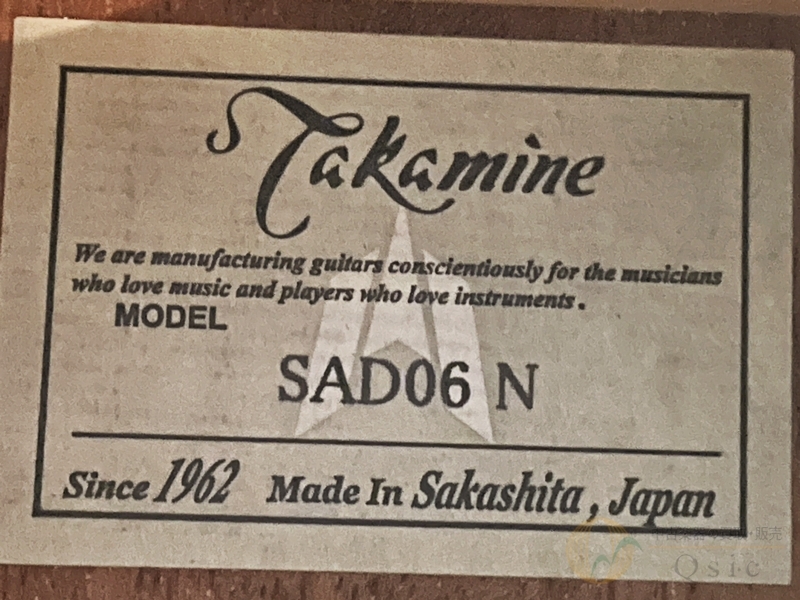 Takamine
We are manufacturing guitars conscientiously for the musicians
who love music and players who love instruments.
MODEL
SAD06 N
Since 1962 Made In Sakashita, Japan
Qsic